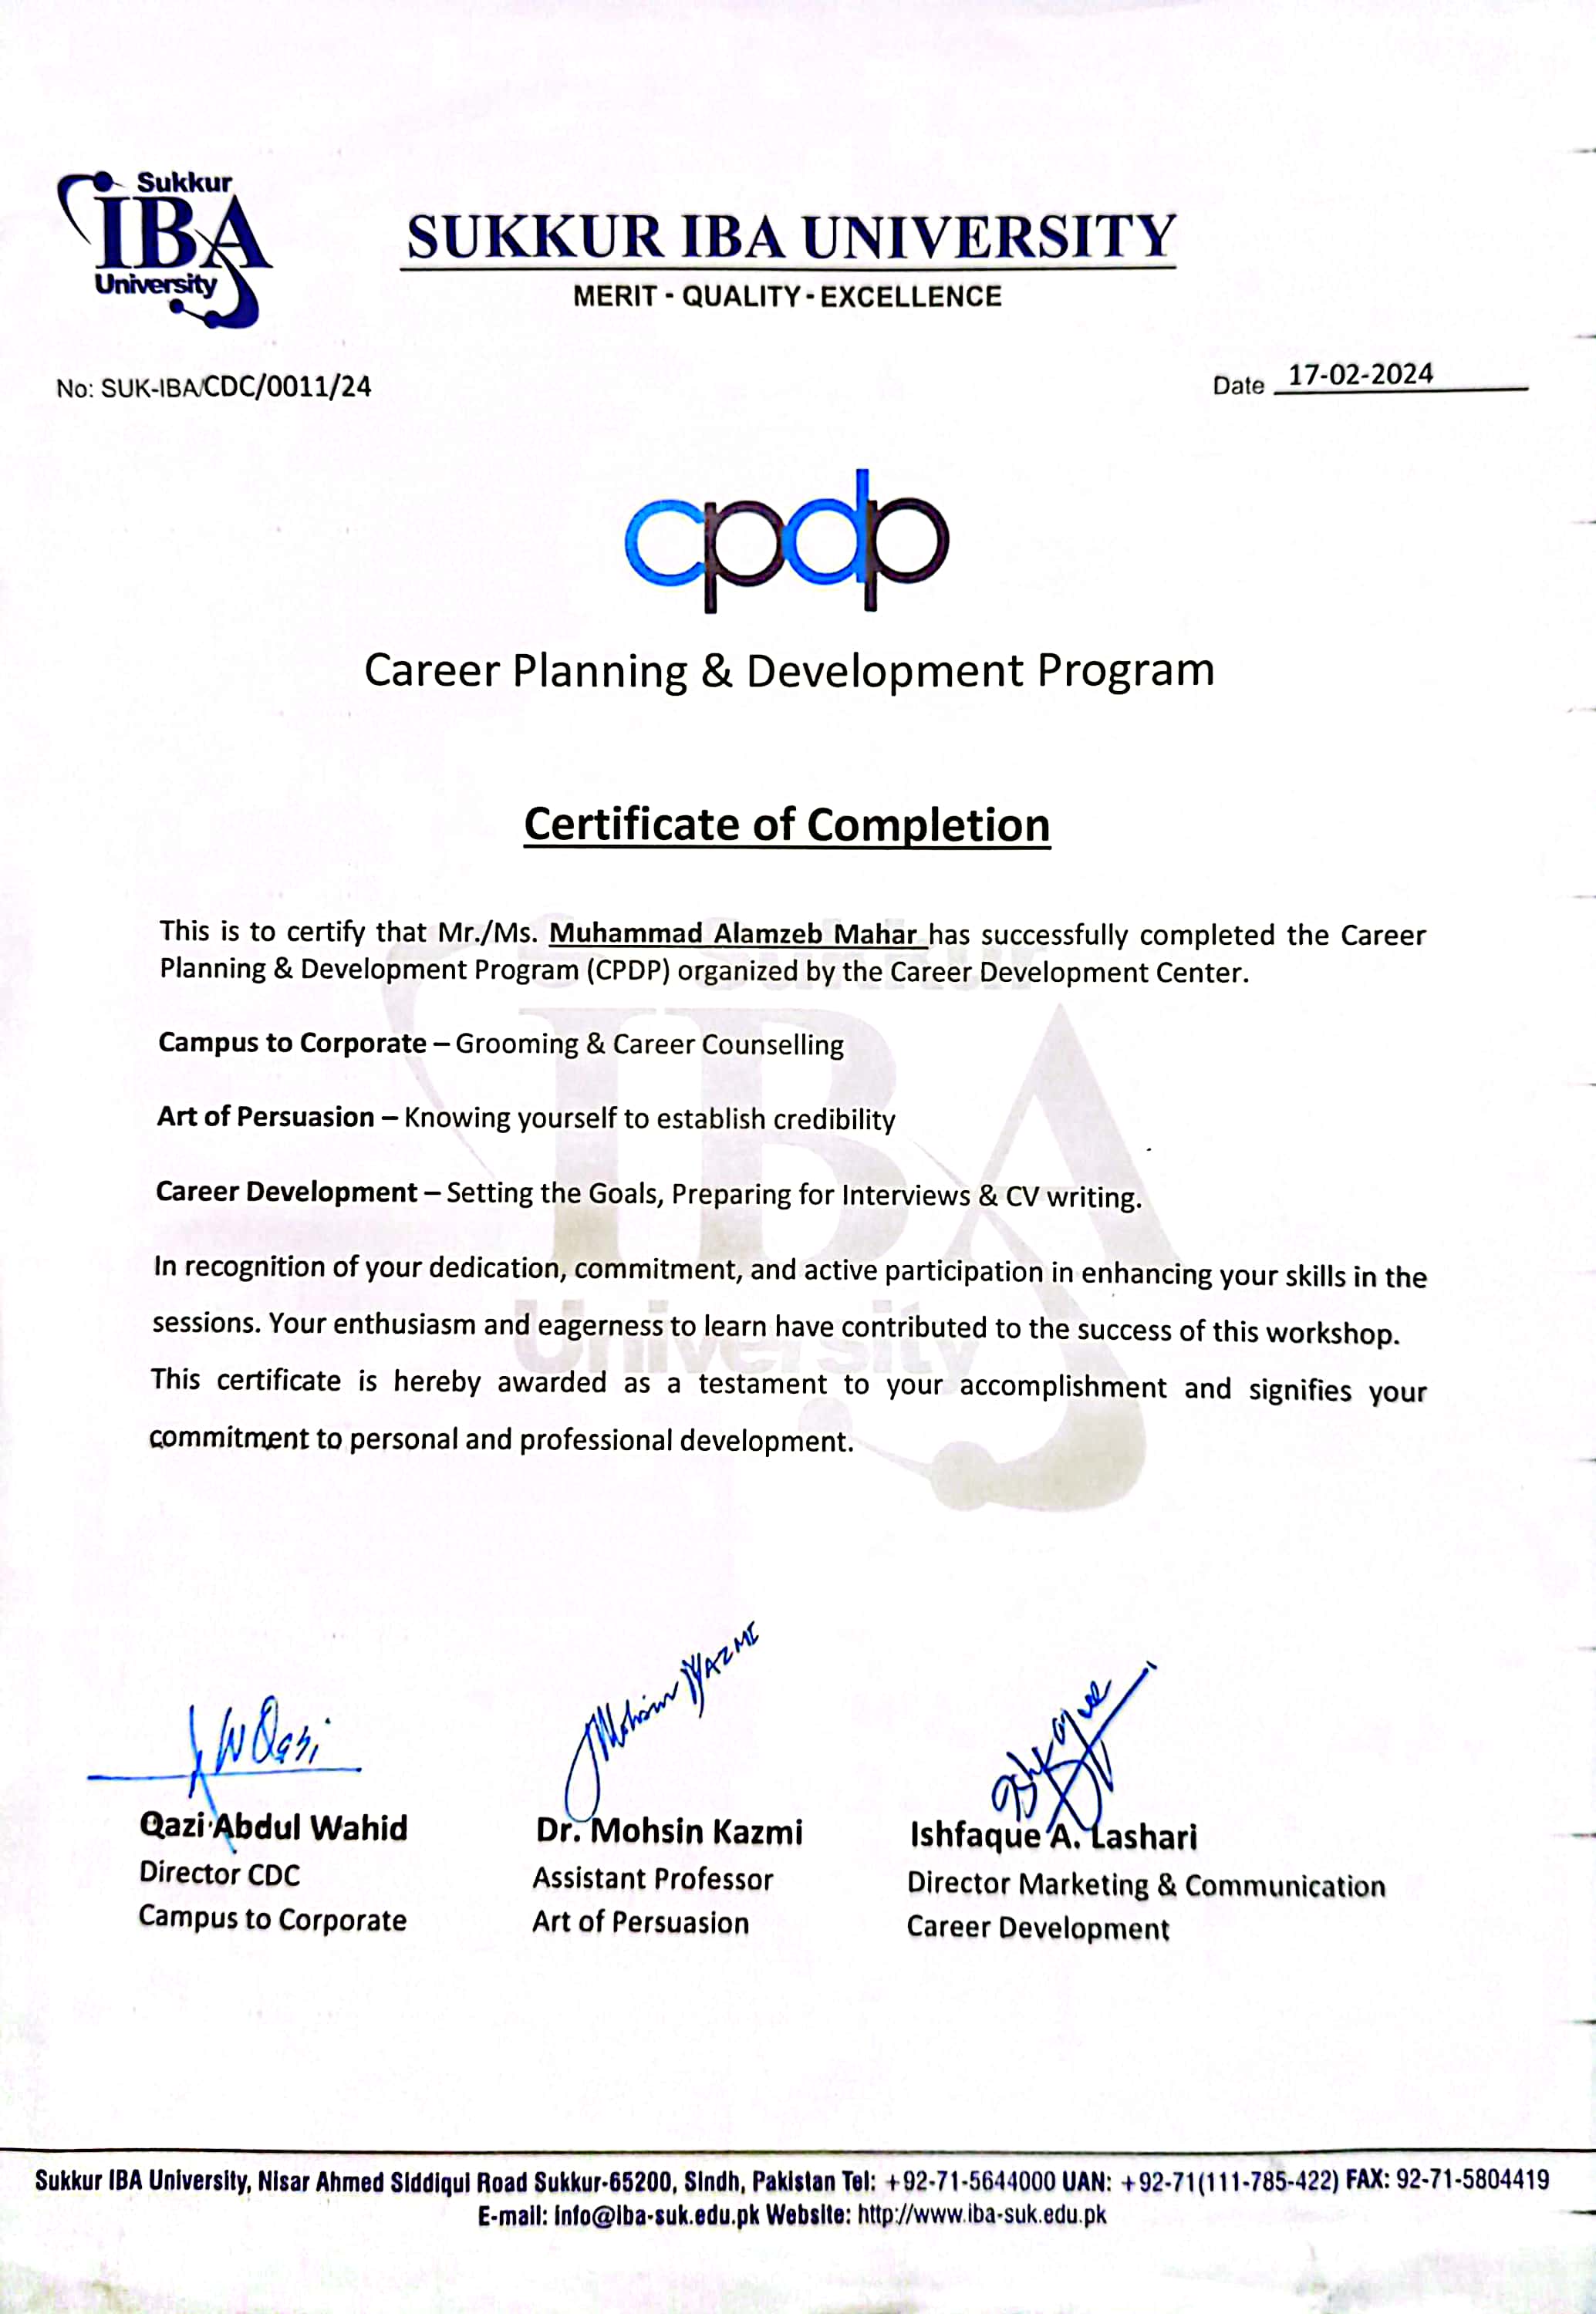 Sukkur
IBA
University
SUKKUR IBA UNIVERSITY
MERIT - QUALITY - EXCELLENCE
No: SUK-IBA/CDC/0011/24
Date 17-02-2024
cpdp
Career Planning & Development Program
Certificate of Completion
This is to certify that Mr./Ms. Muhammad Alamzeb Mahar has successfully completed the Career
Planning & Development Program (CPDP) organized by the Career Development Center.
Campus to Corporate – Grooming & Career Counselling
Art of Persuasion – Knowing yourself to establish credibility
Career Development – Setting the Goals, Preparing for Interviews & CV writing.
In recognition of your dedication, commitment, and active participation in enhancing your skills in the
sessions. Your enthusiasm and eagerness to learn have contributed to the success of this workshop.
This certificate is hereby awarded as a testament to your accomplishment and signifies your
commitment to personal and professional development.
Sukkur
IBA
University
Qazi Abdul Wahid
Director CDC
Campus to Corporate
Dr. Mohsin Kazmi
Assistant Professor
Art of Persuasion
Ishfaque A. Lashari
Director Marketing & Communication
Career Development
Sukkur IBA University, Nisar Ahmed Siddiqui Road Sukkur-65200, Sindh, Pakistan Tel: +92-71-5644000 UAN: +92-71(111-785-422) FAX: 92-71-5804419
E-mail: info@iba-suk.edu.pk Website: http://www.iba-suk.edu.pk